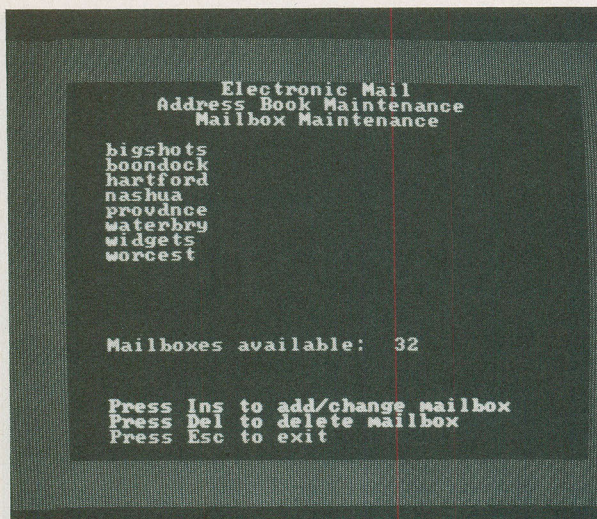 Electronic Mail
Address Book Maintenance
Mailbox Maintenance
bigshots
boondock
hartford
nashua
provdnce
waterbry
widgets
worcest
Mailboxes available: 32
Press Ins to add/change mailbox
Press Del to delete mailbox
Press Esc to exit